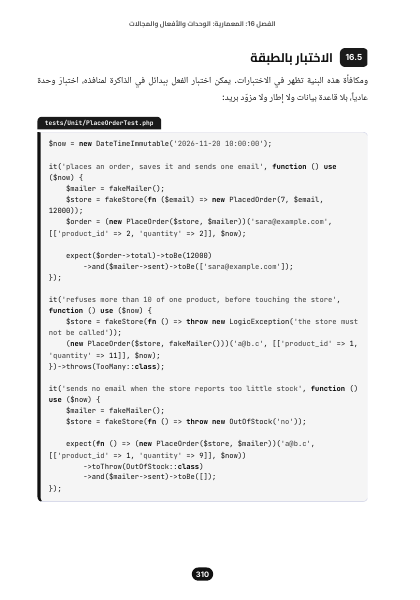 الفصل 16: المعمارية: الوحدات والأفعال والمجالات
16.5 الاختبار بالطبقة
ومكافأة هذه البنية تظهر في الاختبارات. يمكن اختبار الفعل ببدائل في الذاكرة لمنافذه، اختبارَ وحدة
عادياً، بلا قاعدة بيانات ولا إطار ولا مزوّد بريد:
tests/Unit/PlaceOrderTest.php
$now = new DateTimeImmutable('2026-11-20 10:00:00');
it('places an order, saves it and sends one email', function () use
($now) {
    $mailer = fakeMailer();
    $store = fakeStore(fn ($email) => new PlacedOrder(7, $email,
12000));
    $order = (new PlaceOrder($store, $mailer))('sara@example.com',
[['product_id' => 2, 'quantity' => 2]], $now);
    expect($order->total)->toBe(12000)
        ->and($mailer->sent)->toBe(['sara@example.com']);
});
it('refuses more than 10 of one product, before touching the store',
function () use ($now) {
    $store = fakeStore(fn () => throw new LogicException('the store must
not be called'));
    (new PlaceOrder($store, fakeMailer()))('a@b.c', [['product_id' => 1,
'quantity' => 11]], $now);
})->throws(TooMany::class);
it('sends no email when the store reports too little stock', function ()
use ($now) {
    $mailer = fakeMailer();
    $store = fakeStore(fn () => throw new OutOfStock('no'));
    expect(fn () => (new PlaceOrder($store, $mailer))('a@b.c',
[['product_id' => 1, 'quantity' => 9]], $now))
        ->toThrow(OutOfStock::class)
        ->and($mailer->sent)->toBe([]);
});
310